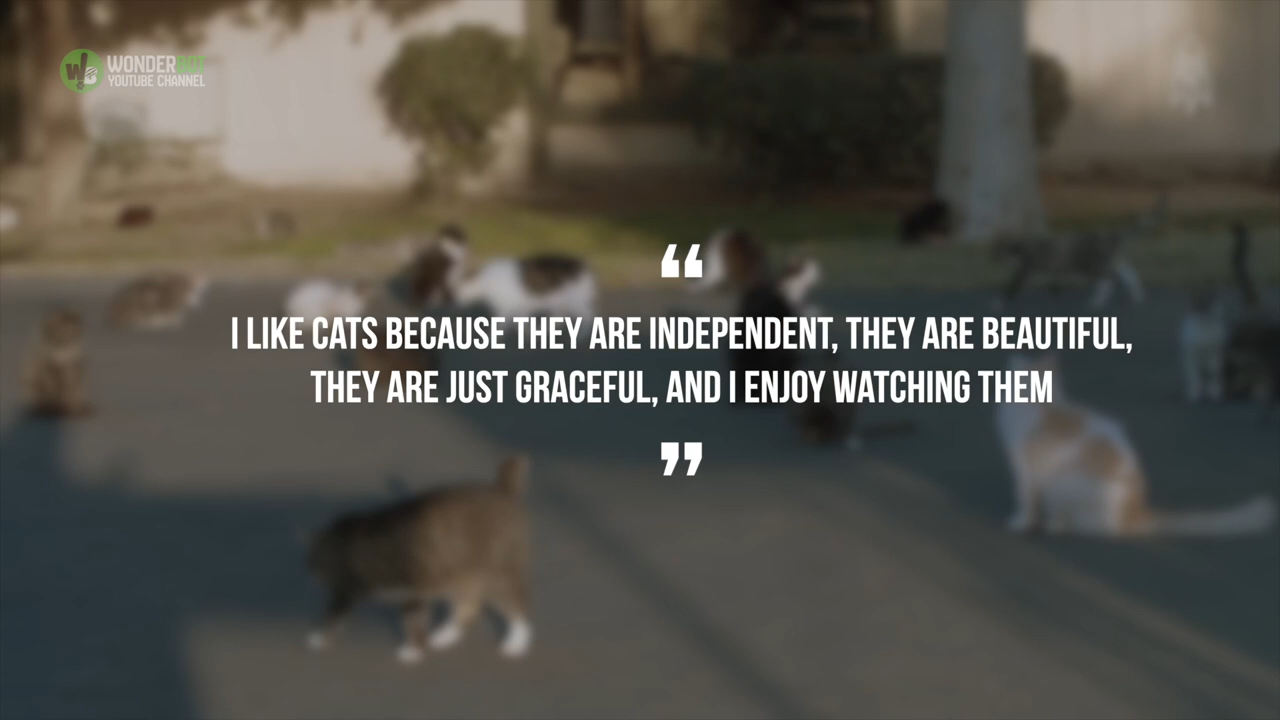 WONDERBOT
YOUTUBE CHANNEL
“
I LIKE CATS BECAUSE THEY ARE INDEPENDENT, THEY ARE BEAUTIFUL,
THEY ARE JUST GRACEFUL, AND I ENJOY WATCHING THEM
”